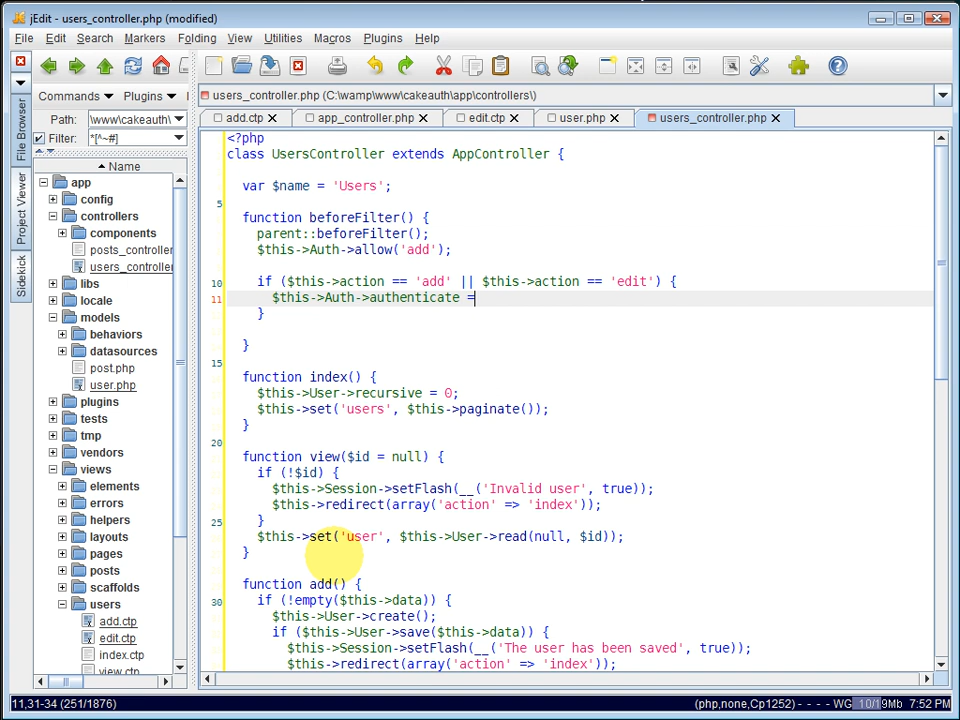 jEdit - users_controller.php (modified)
File Edit Search Markers Folding View Utilities Macros Plugins Help
Commands Plugins
users_controller.php (C:\wamp\www\cakeauth\app\controllers\)
Path: \www\cakeauth\
add.ctp app_controller.php edit.ctp user.php users_controller.php
Filter: *[^~#]
File Browser
Project Viewer
Sidekick
Name
app
config
controllers
components
posts_controller
users_controller
libs
locale
models
behaviors
datasources
post.php
user.php
plugins
tests
tmp
vendors
views
elements
errors
helpers
layouts
pages
posts
scaffolds
users
add.ctp
edit.ctp
index.ctp
view.ctp
<?php
class UsersController extends AppController {
var $name = 'Users';
5
function beforeFilter() {
parent::beforeFilter();
$this->Auth->allow('add');
10 if ($this->action == 'add' || $this->action == 'edit') {
11 $this->Auth->authenticate =
}
}
15
function index() {
$this->User->recursive = 0;
$this->set('users', $this->paginate());
}
20
function view($id = null) {
if (!$id) {
$this->Session->setFlash(__('Invalid user', true));
$this->redirect(array('action' => 'index'));
25 }
$this->set('user', $this->User->read(null, $id));
}
function add() {
30 if (!empty($this->data)) {
$this->User->create();
if ($this->User->save($this->data)) {
$this->Session->setFlash(__('The user has been saved', true));
$this->redirect(array('action' => 'index'));
11,31-34 (251/1876) (php,none,Cp1252) - - - - WG 10/19Mb 7:52 PM